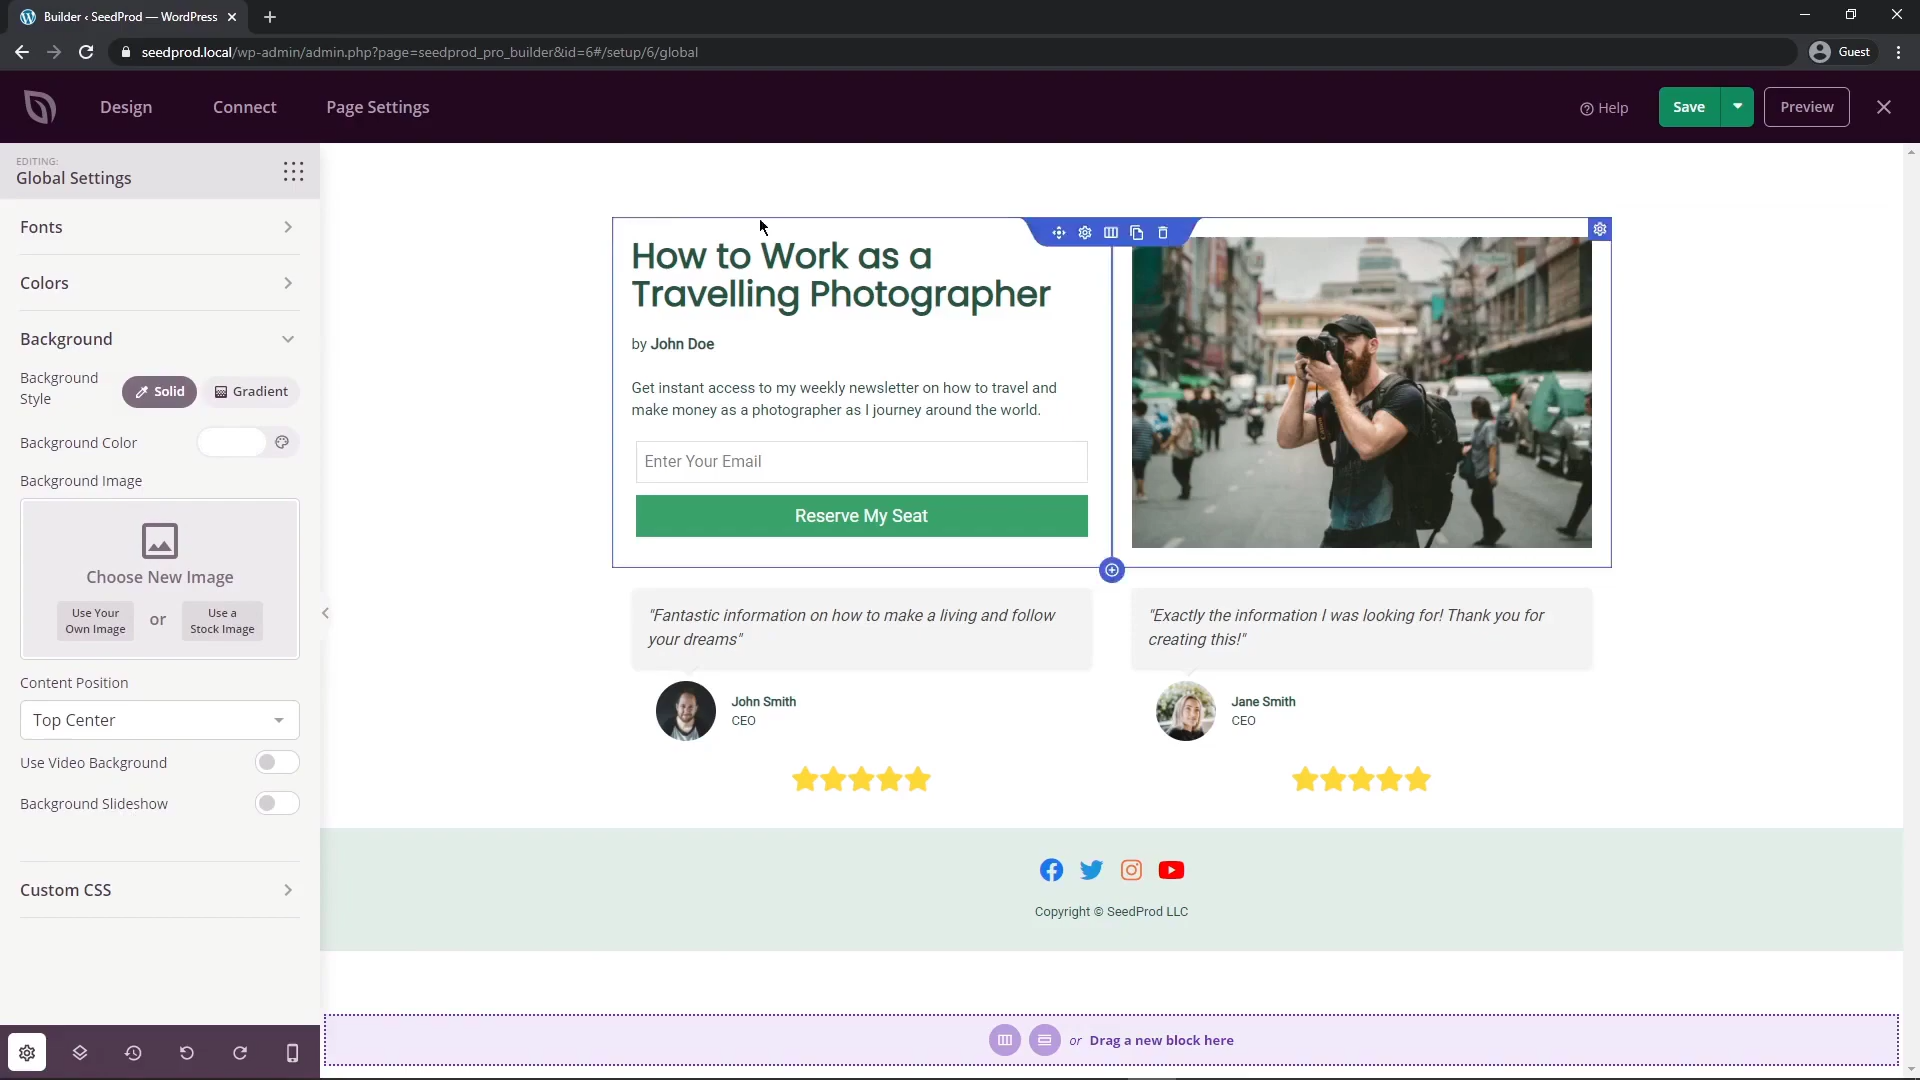 Builder ‹ SeedProd — WordPress
seedprod.local/wp-admin/admin.php?page=seedprod_pro_builder&id=6#/setup/6/global
Guest
Design
Connect
Page Settings
Help
Save
Preview
EDITING:
Global Settings
Fonts
Colors
Background
Background
Style
Solid
Gradient
Background Color
Background Image
Choose New Image
Use Your
Own Image
or
Use a
Stock Image
Content Position
Top Center
Use Video Background
Background Slideshow
Custom CSS
How to Work as a
Travelling Photographer
by John Doe
Get instant access to my weekly newsletter on how to travel and
make money as a photographer as I journey around the world.
Enter Your Email
Reserve My Seat
"Fantastic information on how to make a living and follow
your dreams"
John Smith
CEO
"Exactly the information I was looking for! Thank you for
creating this!"
Jane Smith
CEO
Copyright © SeedProd LLC
or Drag a new block here